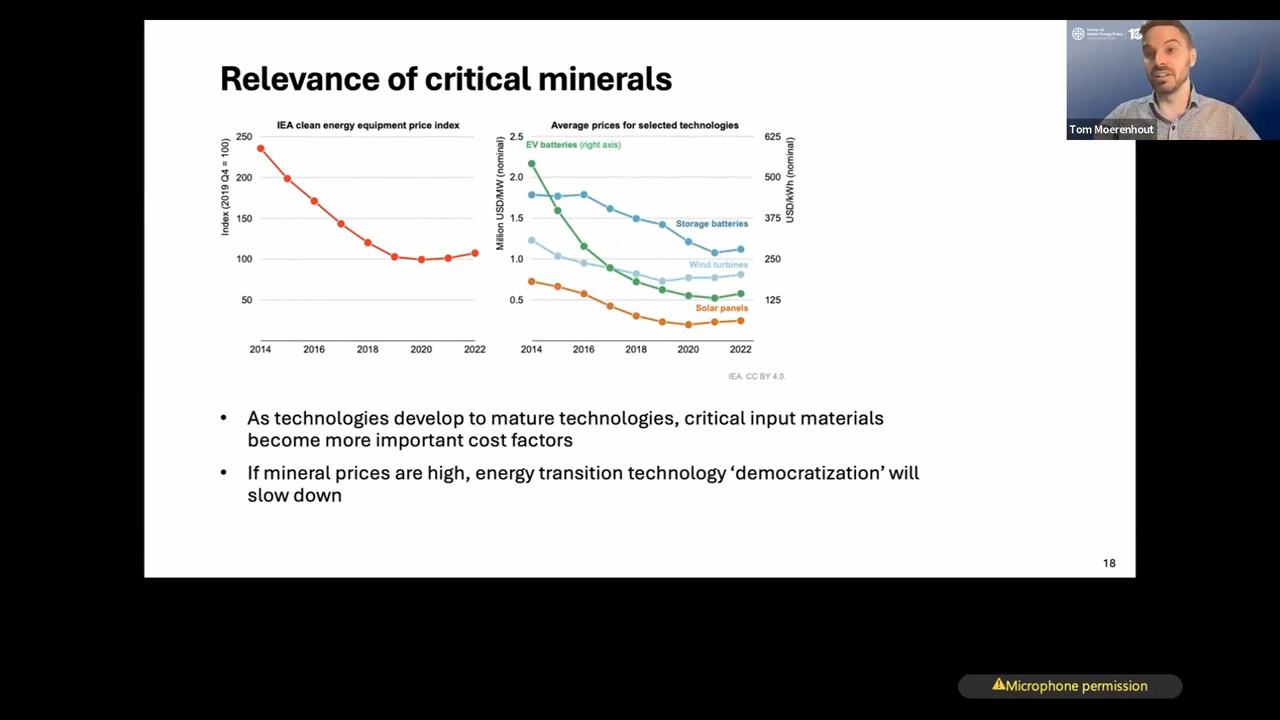 Relevance of critical minerals
IEA clean energy equipment price index
Index (2019 Q4 = 100)
250
200
150
100
50
2014
2016
2018
2020
2022
Average prices for selected technologies
Million USD/MW (nominal)
2.5
2.0
1.5
1.0
0.5
EV batteries (right axis)
Storage batteries
Wind turbines
Solar panels
625
500
375
250
125
USD/kWh (nominal)
2014
2016
2018
2020
2022
IEA. CC BY 4.0.
• As technologies develop to mature technologies, critical input materials
become more important cost factors
• If mineral prices are high, energy transition technology ‘democratization’ will
slow down
18
Tom Moerenhout
Microphone permission